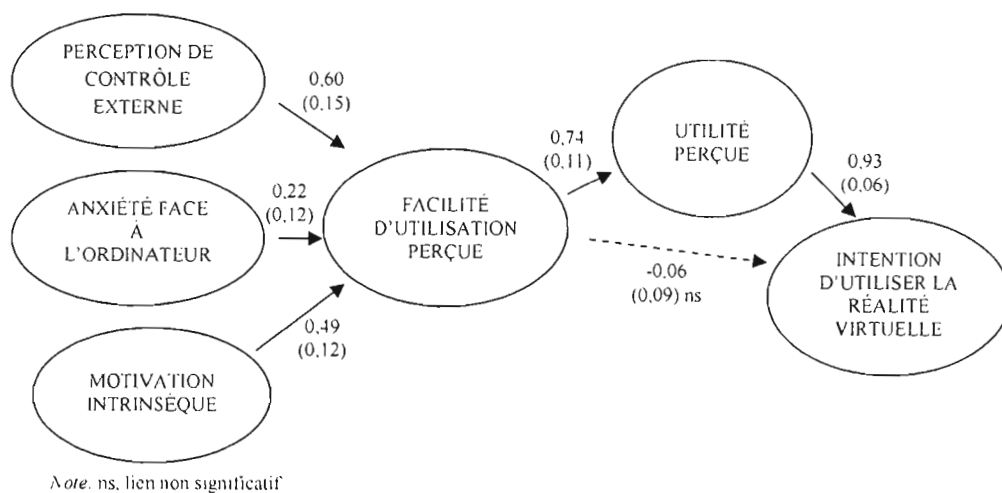 PERCEPTION DE
CONTRÔLE
EXTERNE
0,60
(0,15)
ANXIÉTÉ FACE
À
L'ORDINATEUR
0,22
(0,12)
MOTIVATION
INTRINSÈQUE
0,49
(0,12)
FACILITÉ
D'UTILISATION
PERÇUE
0,74
(0,11)
UTILITÉ
PERÇUE
0,93
(0,06)
-0,06
(0,09) ns
INTENTION
D'UTILISER LA
RÉALITÉ
VIRTUELLE
Note. ns, lien non significatif